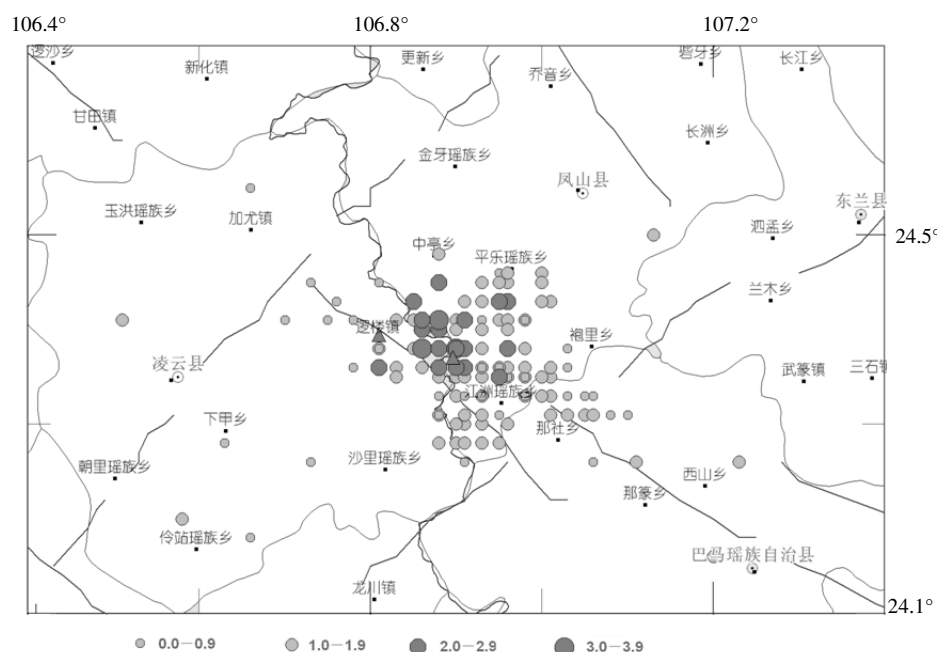 106.4° 106.8° 107.2°
逻沙乡 新化镇 更新乡 乔音乡 砦牙乡 长江乡
甘田镇 长洲乡
金牙瑶族乡
凤山县
玉洪瑶族乡 加尤镇 泗孟乡 东兰县
中亭乡 24.5°
平乐瑶族乡
兰木乡
逻楼镇 袍里乡
凌云县 武篆镇 三石镇
江洲瑶族乡
下甲乡 那社乡
朝里瑶族乡 沙里瑶族乡 西山乡
那篆乡
伶站瑶族乡 巴马瑶族自治县
龙川镇
24.1°
0.0－0.9 1.0－1.9 2.0－2.9 3.0－3.9